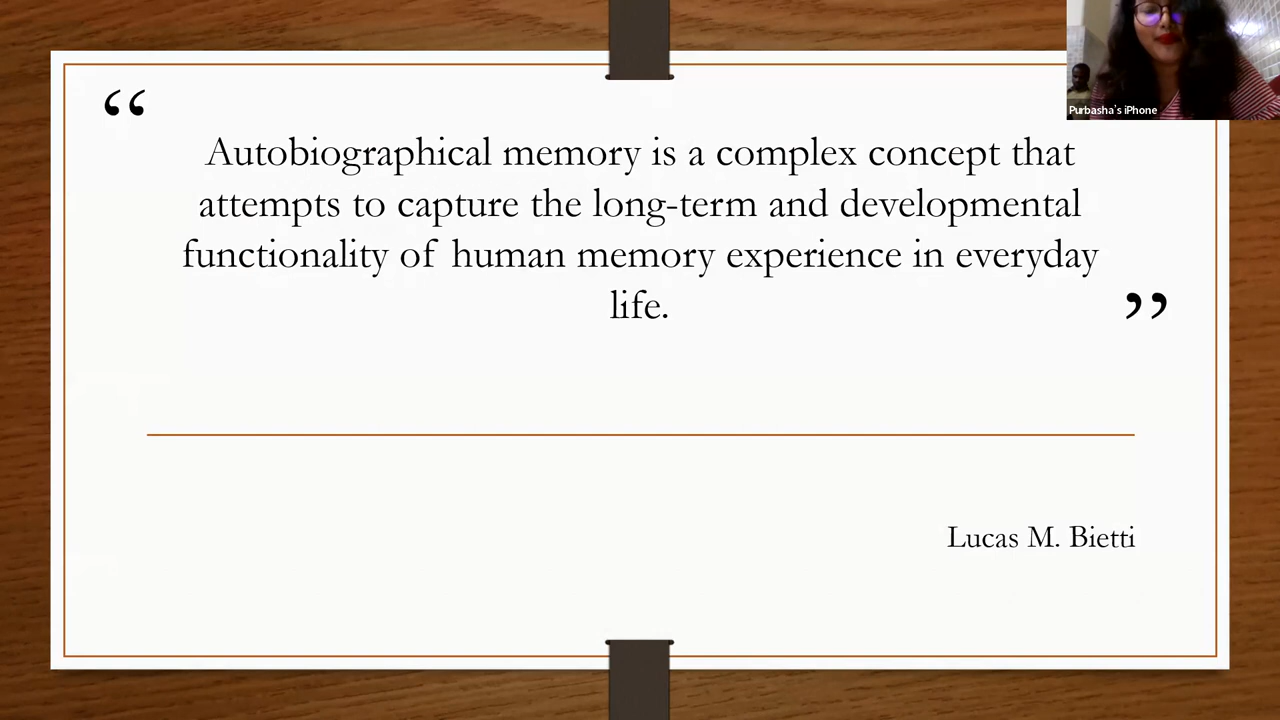 “
Autobiographical memory is a complex concept that
attempts to capture the long-term and developmental
functionality of human memory experience in everyday
life.
”
Lucas M. Bietti
Purbasha's iPhone